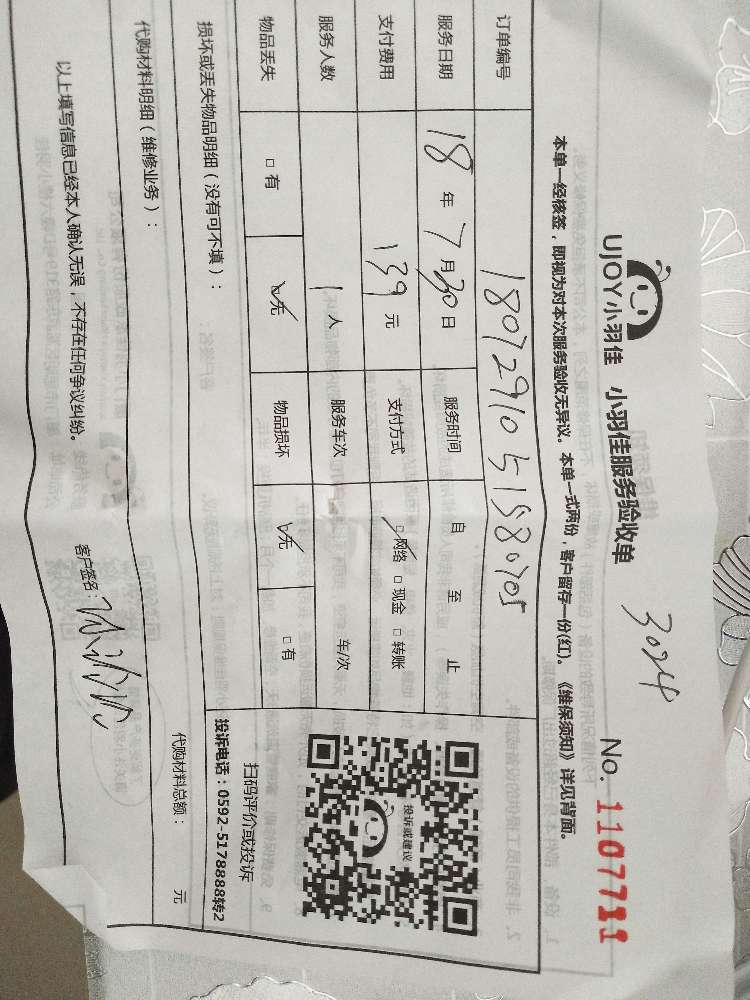 3024
UJOY小羽佳 小羽佳服务验收单
No. 1107711
本单一经核签，即视为对本次服务验收无异议。本单一式两份，客户留存一份(红)。《维保须知》详见背面。
订单编号 1807291051580705
服务日期 18年7月30日 服务时间 自 至 止
支付费用 139元 支付方式 ☑网络 □现金 □转账
服务人数 1人 服务车次 车/次
物品丢失 □有 ☑无 物品损坏 ☑无 □有
损坏或丢失物品明细（没有可不填）：
投诉或建议
扫码评价或投诉
投诉电话：0592-5178888转2
代购材料明细（维修业务）： 代购材料总额： 元
以上填写信息已经本人确认无误，不存在任何争议纠纷。 客户签名：